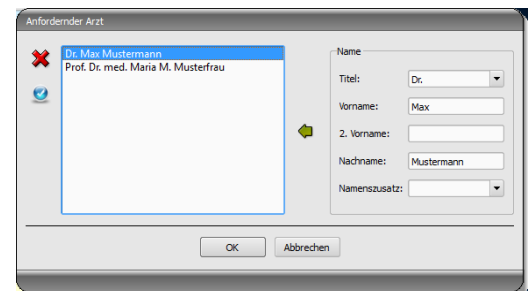 Anfordernder Arzt
Dr. Max Mustermann
Prof. Dr. med. Maria M. Musterfrau
Name
Titel: Dr.
Vorname: Max
2. Vorname:
Nachname: Mustermann
Namenszusatz:
OK Abbrechen